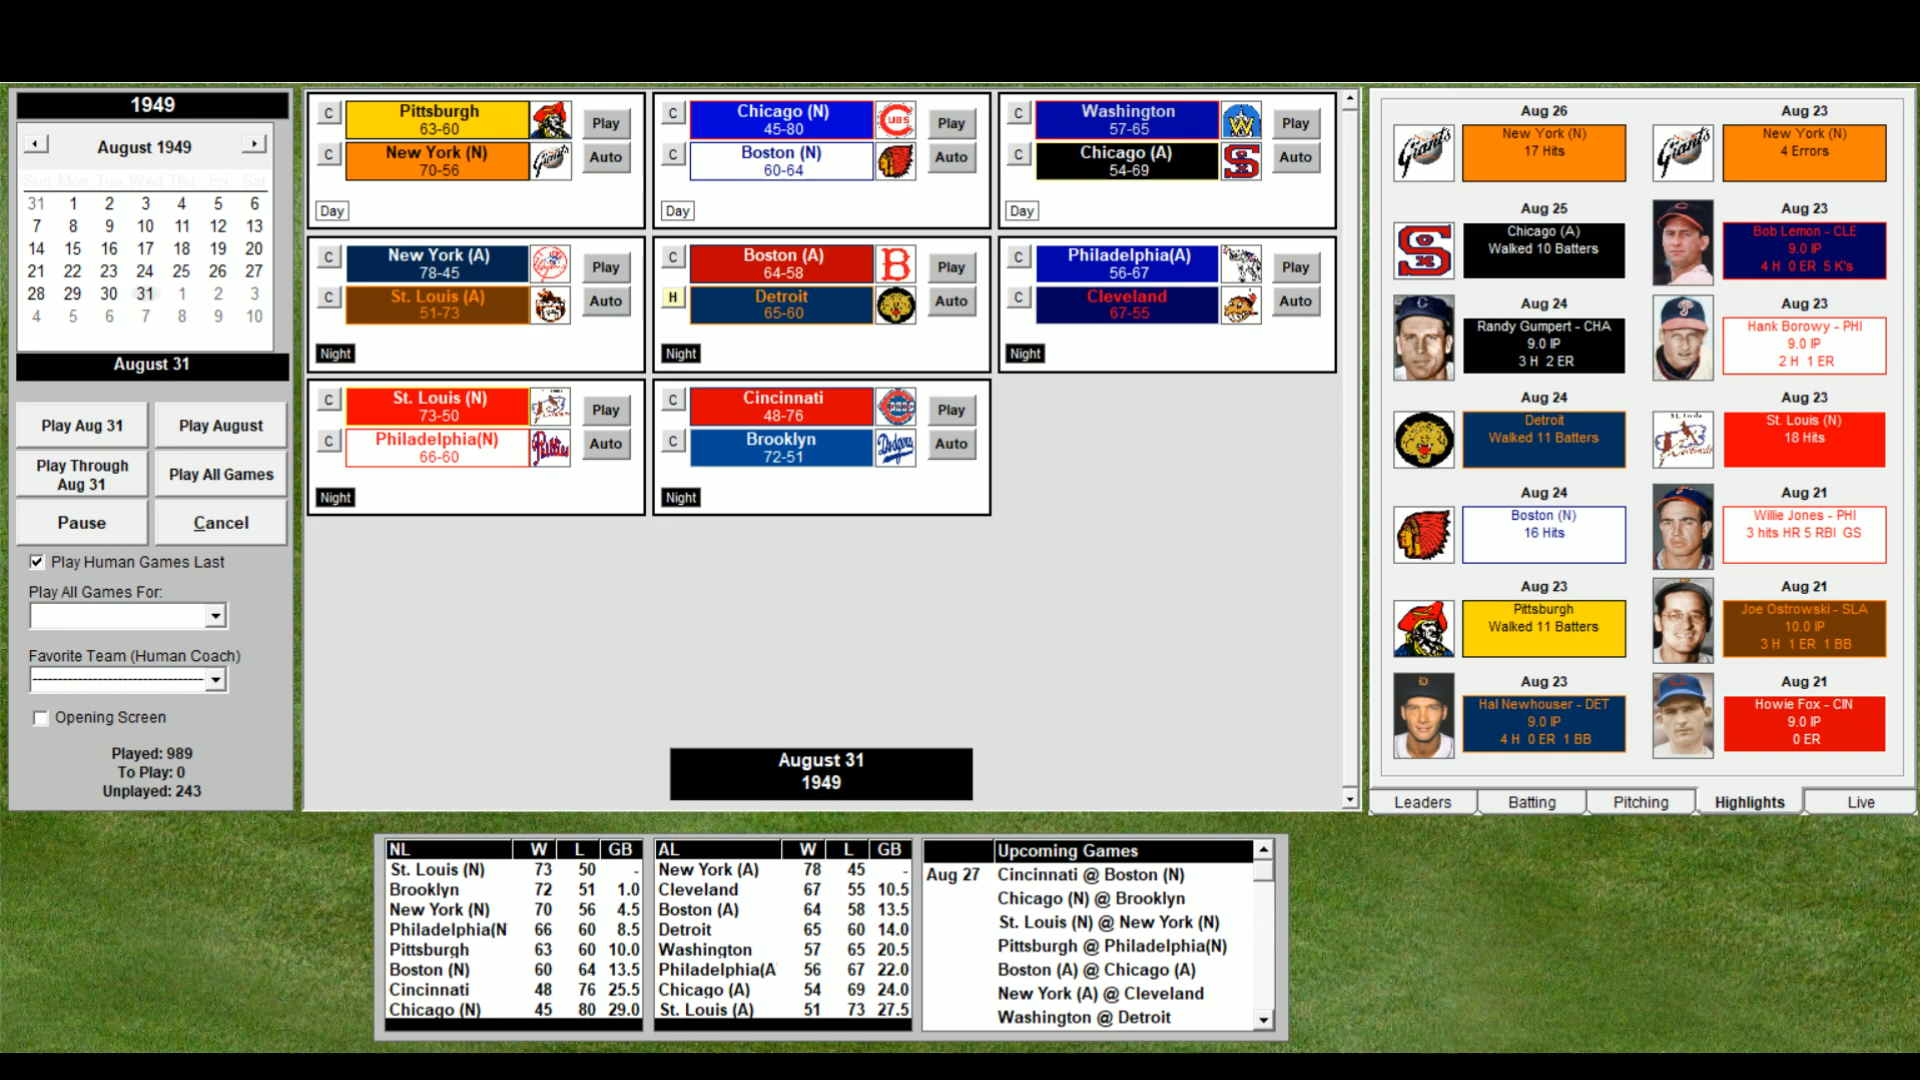 1949
August 1949
Sun Mon Tue Wed Thu Fri Sat
31 1 2 3 4 5 6
7 8 9 10 11 12 13
14 15 16 17 18 19 20
21 22 23 24 25 26 27
28 29 30 31 1 2 3
4 5 6 7 8 9 10
August 31
Play Aug 31
Play August
Play Through
Aug 31
Play All Games
Pause
Cancel
Play Human Games Last
Play All Games For:
Favorite Team (Human Coach)
Opening Screen
Played: 989
To Play: 0
Unplayed: 243
C Pittsburgh
63-60
Play
C New York (N)
70-56
Giants
Auto
Day
C Chicago (N)
45-80
CUBS
Play
C Boston (N)
60-64
Auto
Day
C Washington
57-65
W
Play
C Chicago (A)
54-69
Auto
Day
C New York (A)
78-45
Play
C St. Louis (A)
51-73
Auto
Night
C Boston (A)
64-58
B
Play
H Detroit
65-60
Auto
Night
C Philadelphia(A)
56-67
Play
C Cleveland
67-55
Auto
Night
C St. Louis (N)
73-50
Play
C Philadelphia(N)
66-60
Phillies
Auto
Night
C Cincinnati
48-76
Play
C Brooklyn
72-51
Dodgers
Auto
Night
August 31
1949
Aug 26
Giants
New York (N)
17 Hits
Aug 23
Giants
New York (N)
4 Errors
Aug 25
Chicago (A)
Walked 10 Batters
Aug 23
Bob Lemon - CLE
9.0 IP
4 H 0 ER 5 K's
Aug 24
Randy Gumpert - CHA
9.0 IP
3 H 2 ER
Aug 23
Hank Borowy - PHI
9.0 IP
2 H 1 ER
Aug 24
Detroit
Walked 11 Batters
Aug 23
St. Louis (N)
18 Hits
Aug 24
Boston (N)
16 Hits
Aug 21
Willie Jones - PHI
3 hits HR 5 RBI GS
Aug 23
Pittsburgh
Walked 11 Batters
Aug 21
Joe Ostrowski - SLA
10.0 IP
3 H 1 ER 1 BB
Aug 23
Hal Newhouser - DET
9.0 IP
4 H 0 ER 1 BB
Aug 21
Howie Fox - CIN
9.0 IP
0 ER
Leaders
Batting
Pitching
Highlights
Live
NL W L GB
St. Louis (N) 73 50 -
Brooklyn 72 51 1.0
New York (N) 70 56 4.5
Philadelphia(N 66 60 8.5
Pittsburgh 63 60 10.0
Boston (N) 60 64 13.5
Cincinnati 48 76 25.5
Chicago (N) 45 80 29.0
AL W L GB
New York (A) 78 45 -
Cleveland 67 55 10.5
Boston (A) 64 58 13.5
Detroit 65 60 14.0
Washington 57 65 20.5
Philadelphia(A 56 67 22.0
Chicago (A) 54 69 24.0
St. Louis (A) 51 73 27.5
Upcoming Games
Aug 27 Cincinnati @ Boston (N)
Chicago (N) @ Brooklyn
St. Louis (N) @ New York (N)
Pittsburgh @ Philadelphia(N)
Boston (A) @ Chicago (A)
New York (A) @ Cleveland
Washington @ Detroit